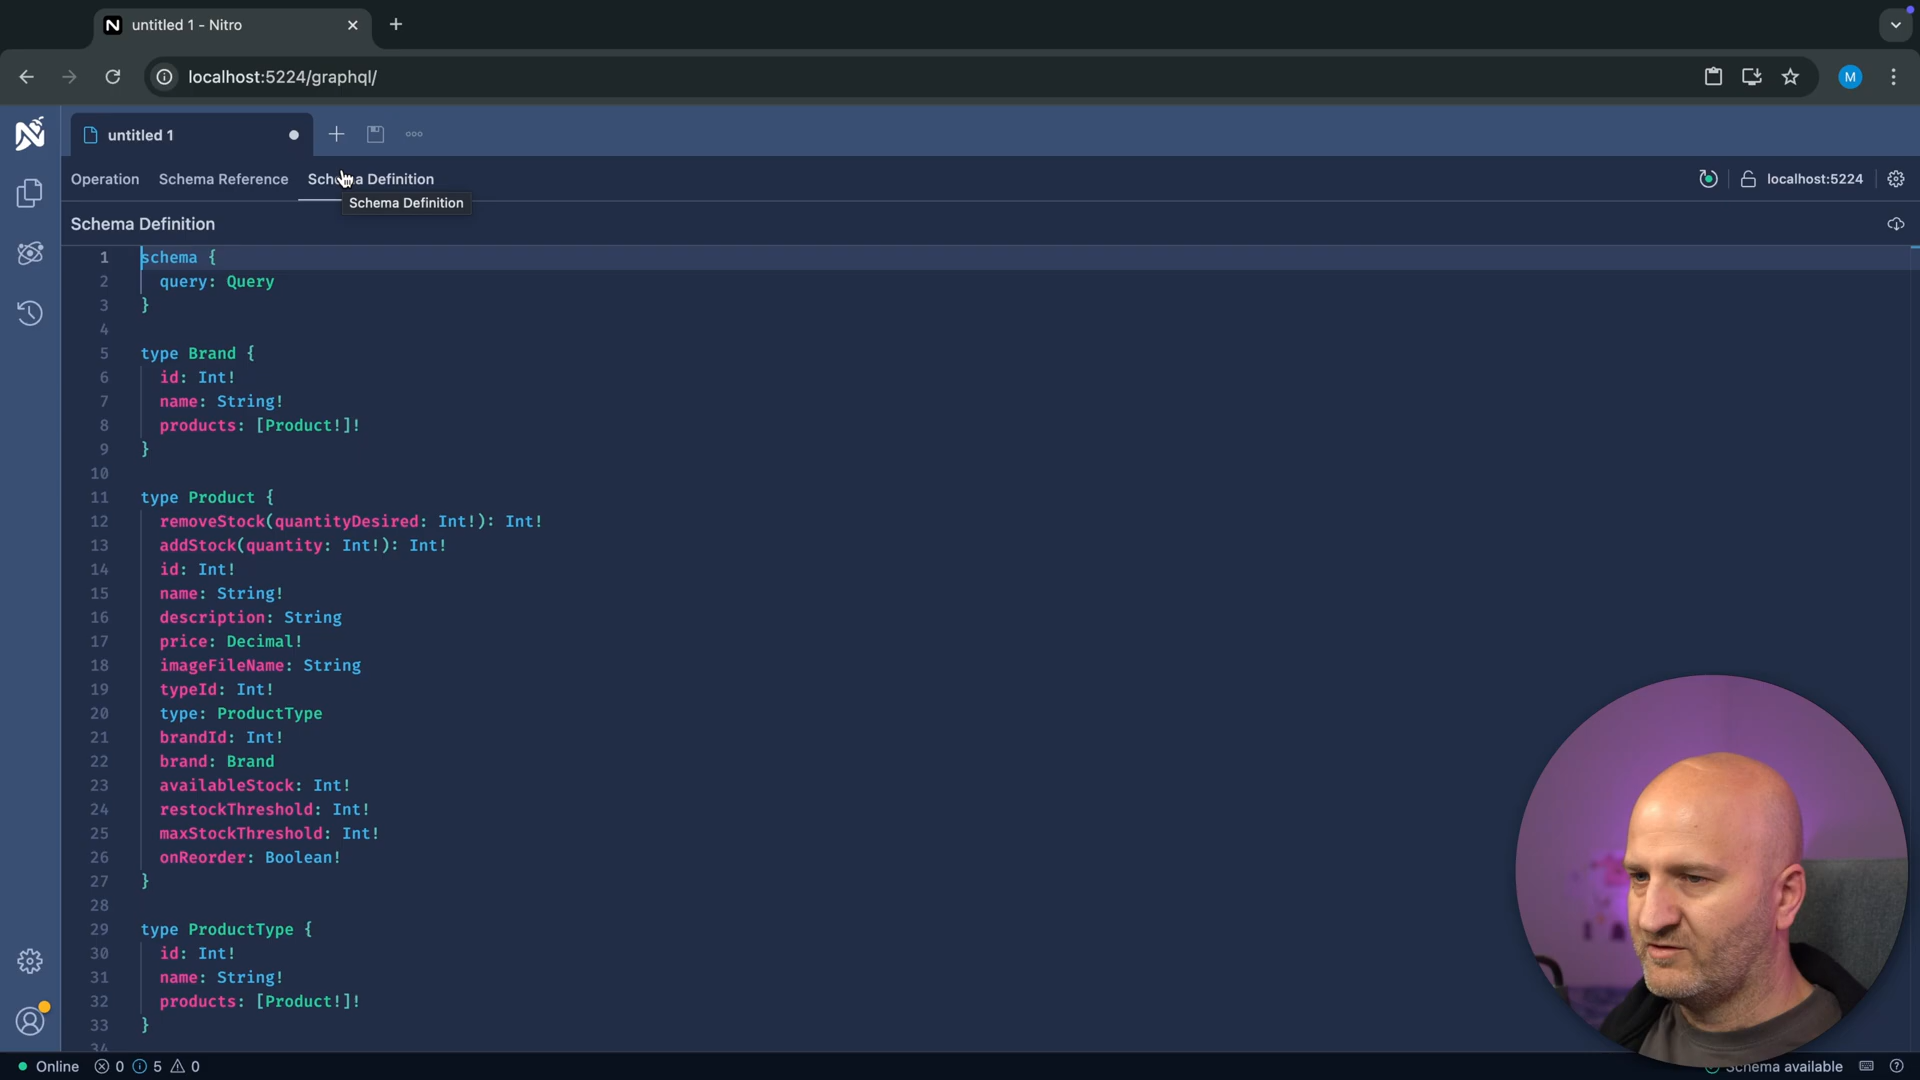 untitled 1 - Nitro
localhost:5224/graphql/
M
untitled 1
Operation
Schema Reference
Schema Definition
localhost:5224
Schema Definition
Schema Definition
1 schema {
2 query: Query
3 }
4
5 type Brand {
6 id: Int!
7 name: String!
8 products: [Product!]!
9 }
10
11 type Product {
12 removeStock(quantityDesired: Int!): Int!
13 addStock(quantity: Int!): Int!
14 id: Int!
15 name: String!
16 description: String
17 price: Decimal!
18 imageFileName: String
19 typeId: Int!
20 type: ProductType
21 brandId: Int!
22 brand: Brand
23 availableStock: Int!
24 restockThreshold: Int!
25 maxStockThreshold: Int!
26 onReorder: Boolean!
27 }
28
29 type ProductType {
30 id: Int!
31 name: String!
32 products: [Product!]!
33 }
34
Online 0 5 0
Schema available